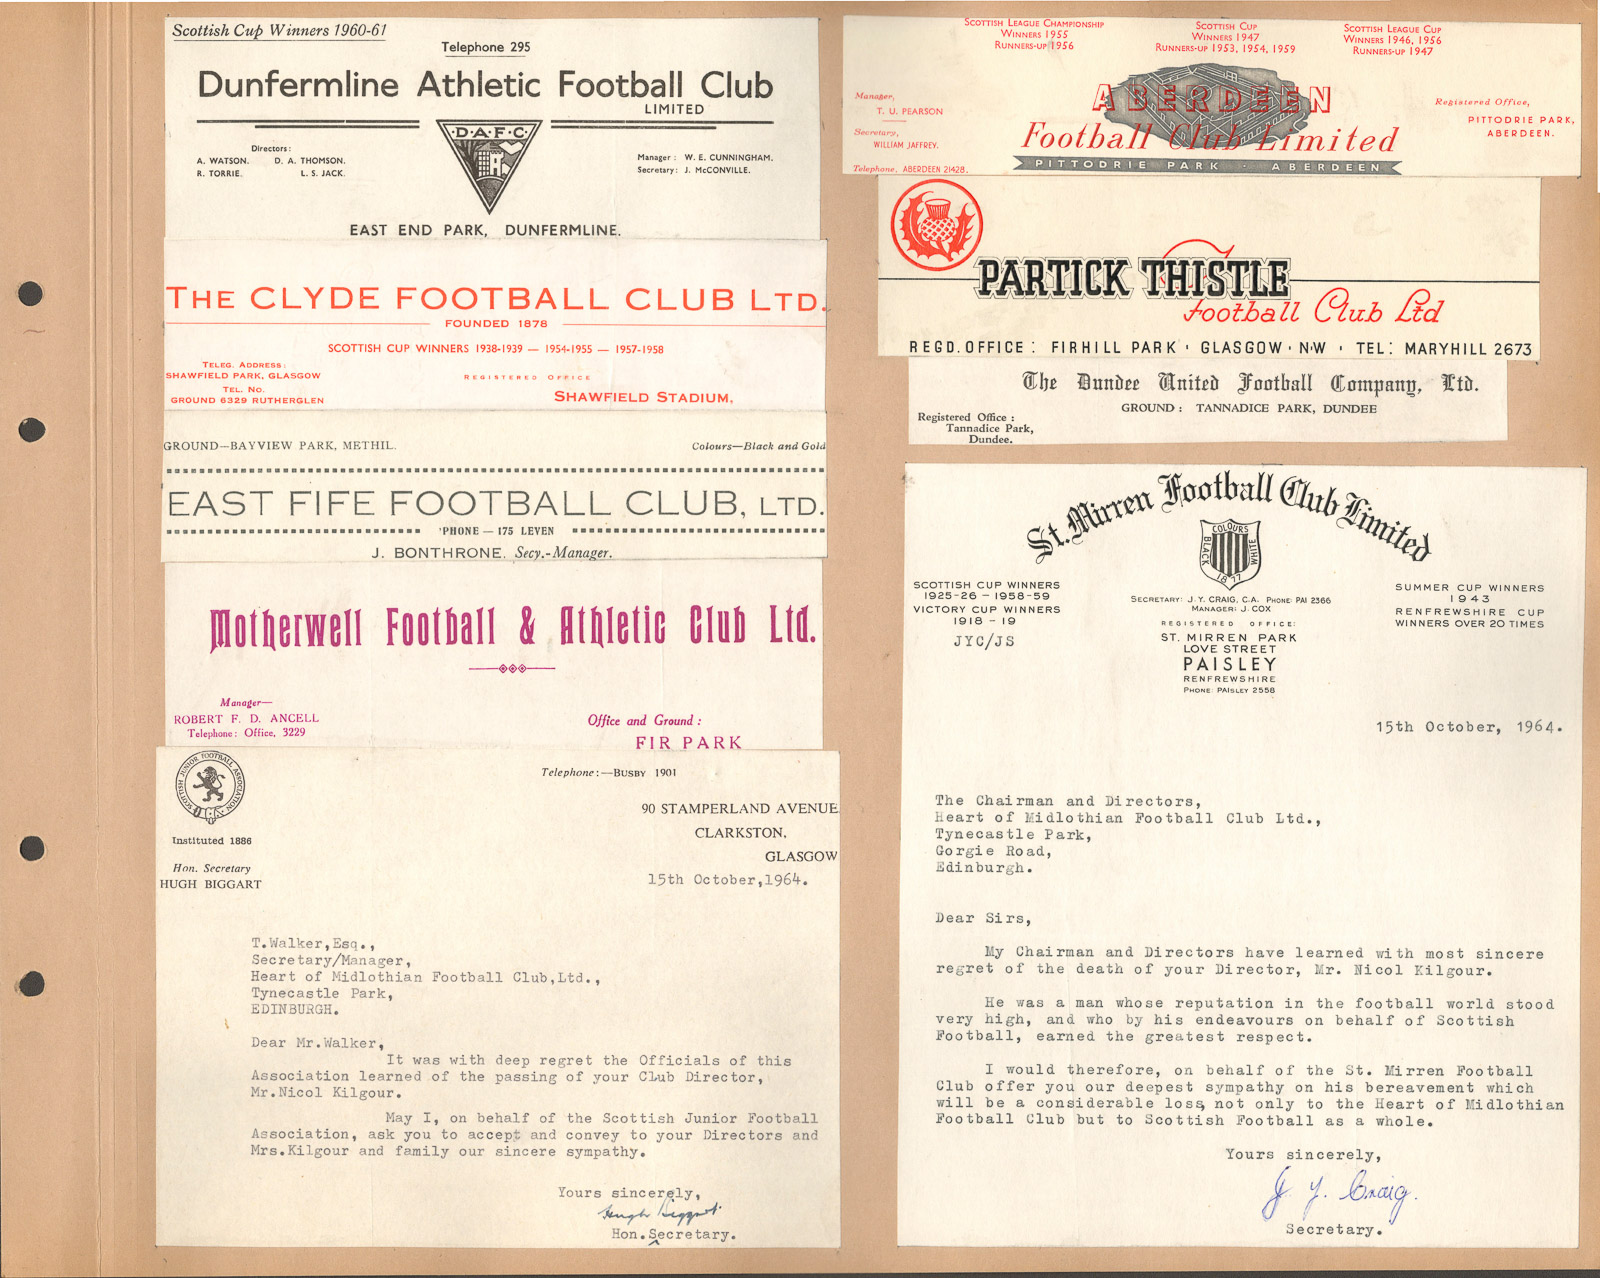 Scottish Cup Winners 1960-61
Telephone 295
Dunfermline Athletic Football Club
LIMITED
D.A.F.C.
Directors:
A. WATSON. D. A. THOMSON.
R. TORRIE. L. S. JACK.
Manager: W. E. CUNNINGHAM.
Secretary: J. McCONVILLE.
EAST END PARK, DUNFERMLINE.
THE CLYDE FOOTBALL CLUB LTD.
FOUNDED 1878
SCOTTISH CUP WINNERS 1938-1939 — 1954-1955 — 1957-1958
TELEG. ADDRESS:
SHAWFIELD PARK, GLASGOW
TEL. NO.
GROUND 6329 RUTHERGLEN
REGISTERED OFFICE
SHAWFIELD STADIUM,
GROUND—BAYVIEW PARK, METHIL.
Colours—Black and Gold
EAST FIFE FOOTBALL CLUB, LTD.
'PHONE — 175 LEVEN
J. BONTHRONE, Secy.-Manager.
Motherwell Football & Athletic Club Ltd.
Manager—
ROBERT F. D. ANCELL
Telephone: Office, 3229
Office and Ground:
FIR PARK
SCOTTISH JUNIOR FOOTBALL ASSOCIATION
Instituted 1886
Hon. Secretary
HUGH BIGGART
Telephone:—BUSBY 1901
90 STAMPERLAND AVENUE
CLARKSTON,
GLASGOW
15th October,1964.
T.Walker,Esq.,
Secretary/Manager,
Heart of Midlothian Football Club,Ltd.,
Tynecastle Park,
EDINBURGH.
Dear Mr.Walker,
It was with deep regret the Officials of this
Association learned of the passing of your Club Director,
Mr.Nicol Kilgour.
May I, on behalf of the Scottish Junior Football
Association, ask you to accept and convey to your Directors and
Mrs.Kilgour and family our sincere sympathy.
Yours sincerely,
Hugh Biggart
Hon.Secretary.
SCOTTISH LEAGUE CHAMPIONSHIP
WINNERS 1955
RUNNERS-UP 1956
SCOTTISH CUP
WINNERS 1947
RUNNERS-UP 1953, 1954, 1959
SCOTTISH LEAGUE CUP
WINNERS 1946, 1956
RUNNERS-UP 1947
Manager,
T. U. PEARSON
Secretary,
WILLIAM JAFFREY.
Telephone, ABERDEEN 21428.
ABERDEEN
Football Club Limited
PITTODRIE PARK · ABERDEEN
Registered Office,
PITTODRIE PARK,
ABERDEEN.
PARTICK THISTLE
Football Club Ltd
REGD. OFFICE: FIRHILL PARK · GLASGOW · N·W · TEL: MARYHILL 2673
The Dundee United Football Company, Ltd.
GROUND: TANNADICE PARK, DUNDEE
Registered Office:
Tannadice Park,
Dundee.
St. Mirren Football Club Limited
COLOURS
BLACK WHITE
1877
SCOTTISH CUP WINNERS
1925-26 – 1958-59
VICTORY CUP WINNERS
1918 – 19
JYC/JS
SECRETARY: J. Y. CRAIG, C.A. PHONE: PAI 2366
MANAGER: J. COX
REGISTERED OFFICE:
ST. MIRREN PARK
LOVE STREET
PAISLEY
RENFREWSHIRE
PHONE: PAISLEY 2558
SUMMER CUP WINNERS
1943
RENFREWSHIRE CUP
WINNERS OVER 20 TIMES
15th October, 1964.
The Chairman and Directors,
Heart of Midlothian Football Club Ltd.,
Tynecastle Park,
Gorgie Road,
Edinburgh.
Dear Sirs,
My Chairman and Directors have learned with most sincere
regret of the death of your Director, Mr. Nicol Kilgour.
He was a man whose reputation in the football world stood
very high, and who by his endeavours on behalf of Scottish
Football, earned the greatest respect.
I would therefore, on behalf of the St. Mirren Football
Club offer you our deepest sympathy on his bereavement which
will be a considerable loss, not only to the Heart of Midlothian
Football Club but to Scottish Football as a whole.
Yours sincerely,
J. Y. Craig.
Secretary.